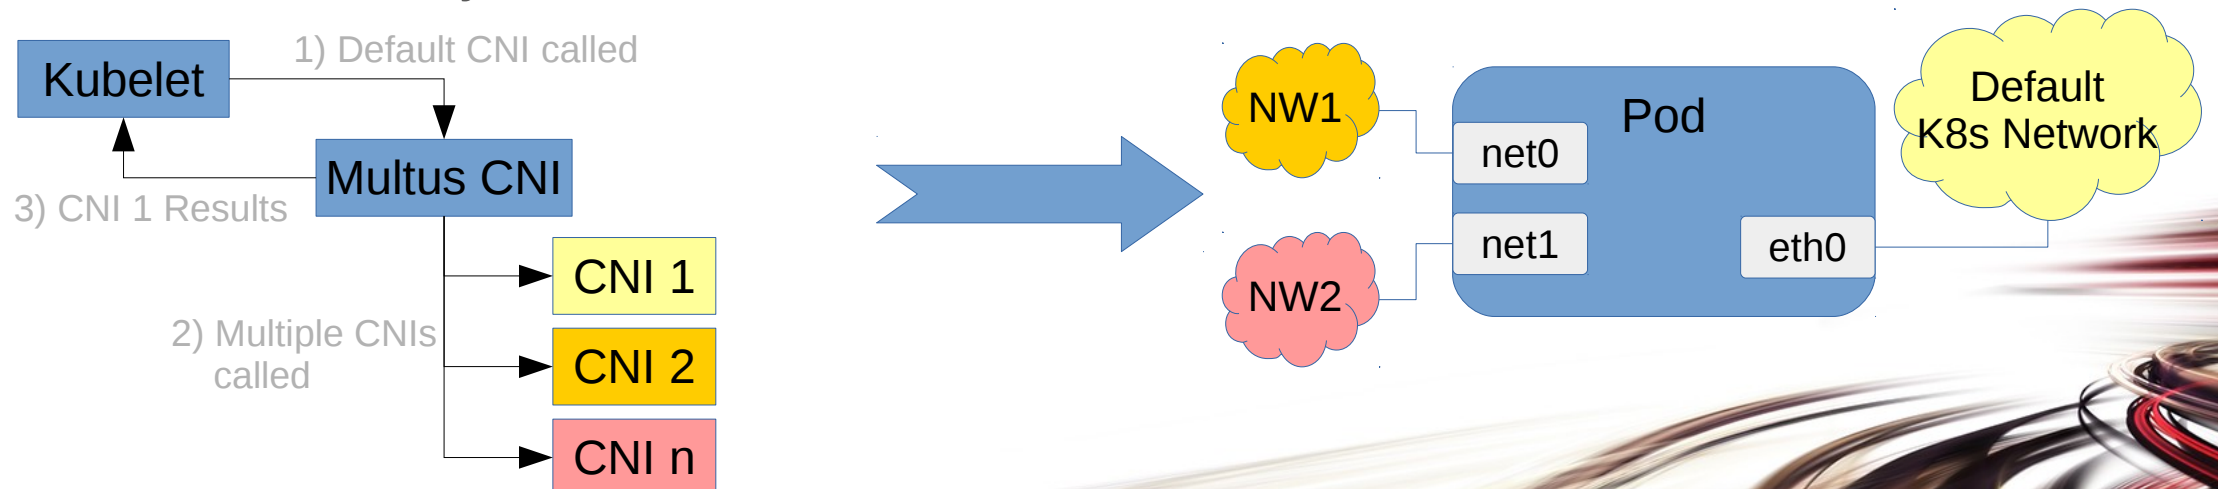 Kubelet
1) Default CNI called
Multus CNI
3) CNI 1 Results
CNI 1
2) Multiple CNIs
called
CNI 2
CNI n
NW1
NW2
Pod
net0
net1
eth0
Default
K8s Network